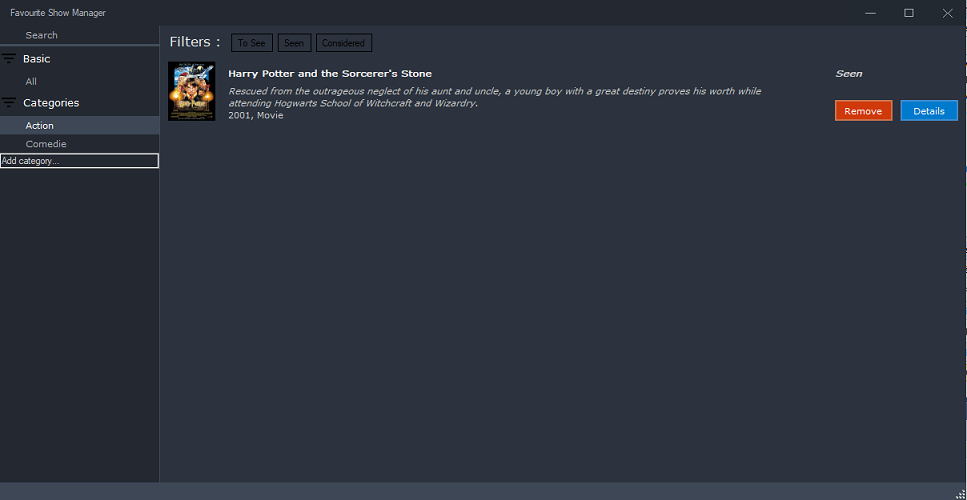 Favourite Show Manager
Search
Basic
All
Categories
Action
Comedie
Add category...
Filters :
To See
Seen
Considered
Harry Potter and the Sorcerer's Stone
Rescued from the outrageous neglect of his aunt and uncle, a young boy with a great destiny proves his worth while
attending Hogwarts School of Witchcraft and Wizardry.
2001, Movie
Seen
Remove
Details